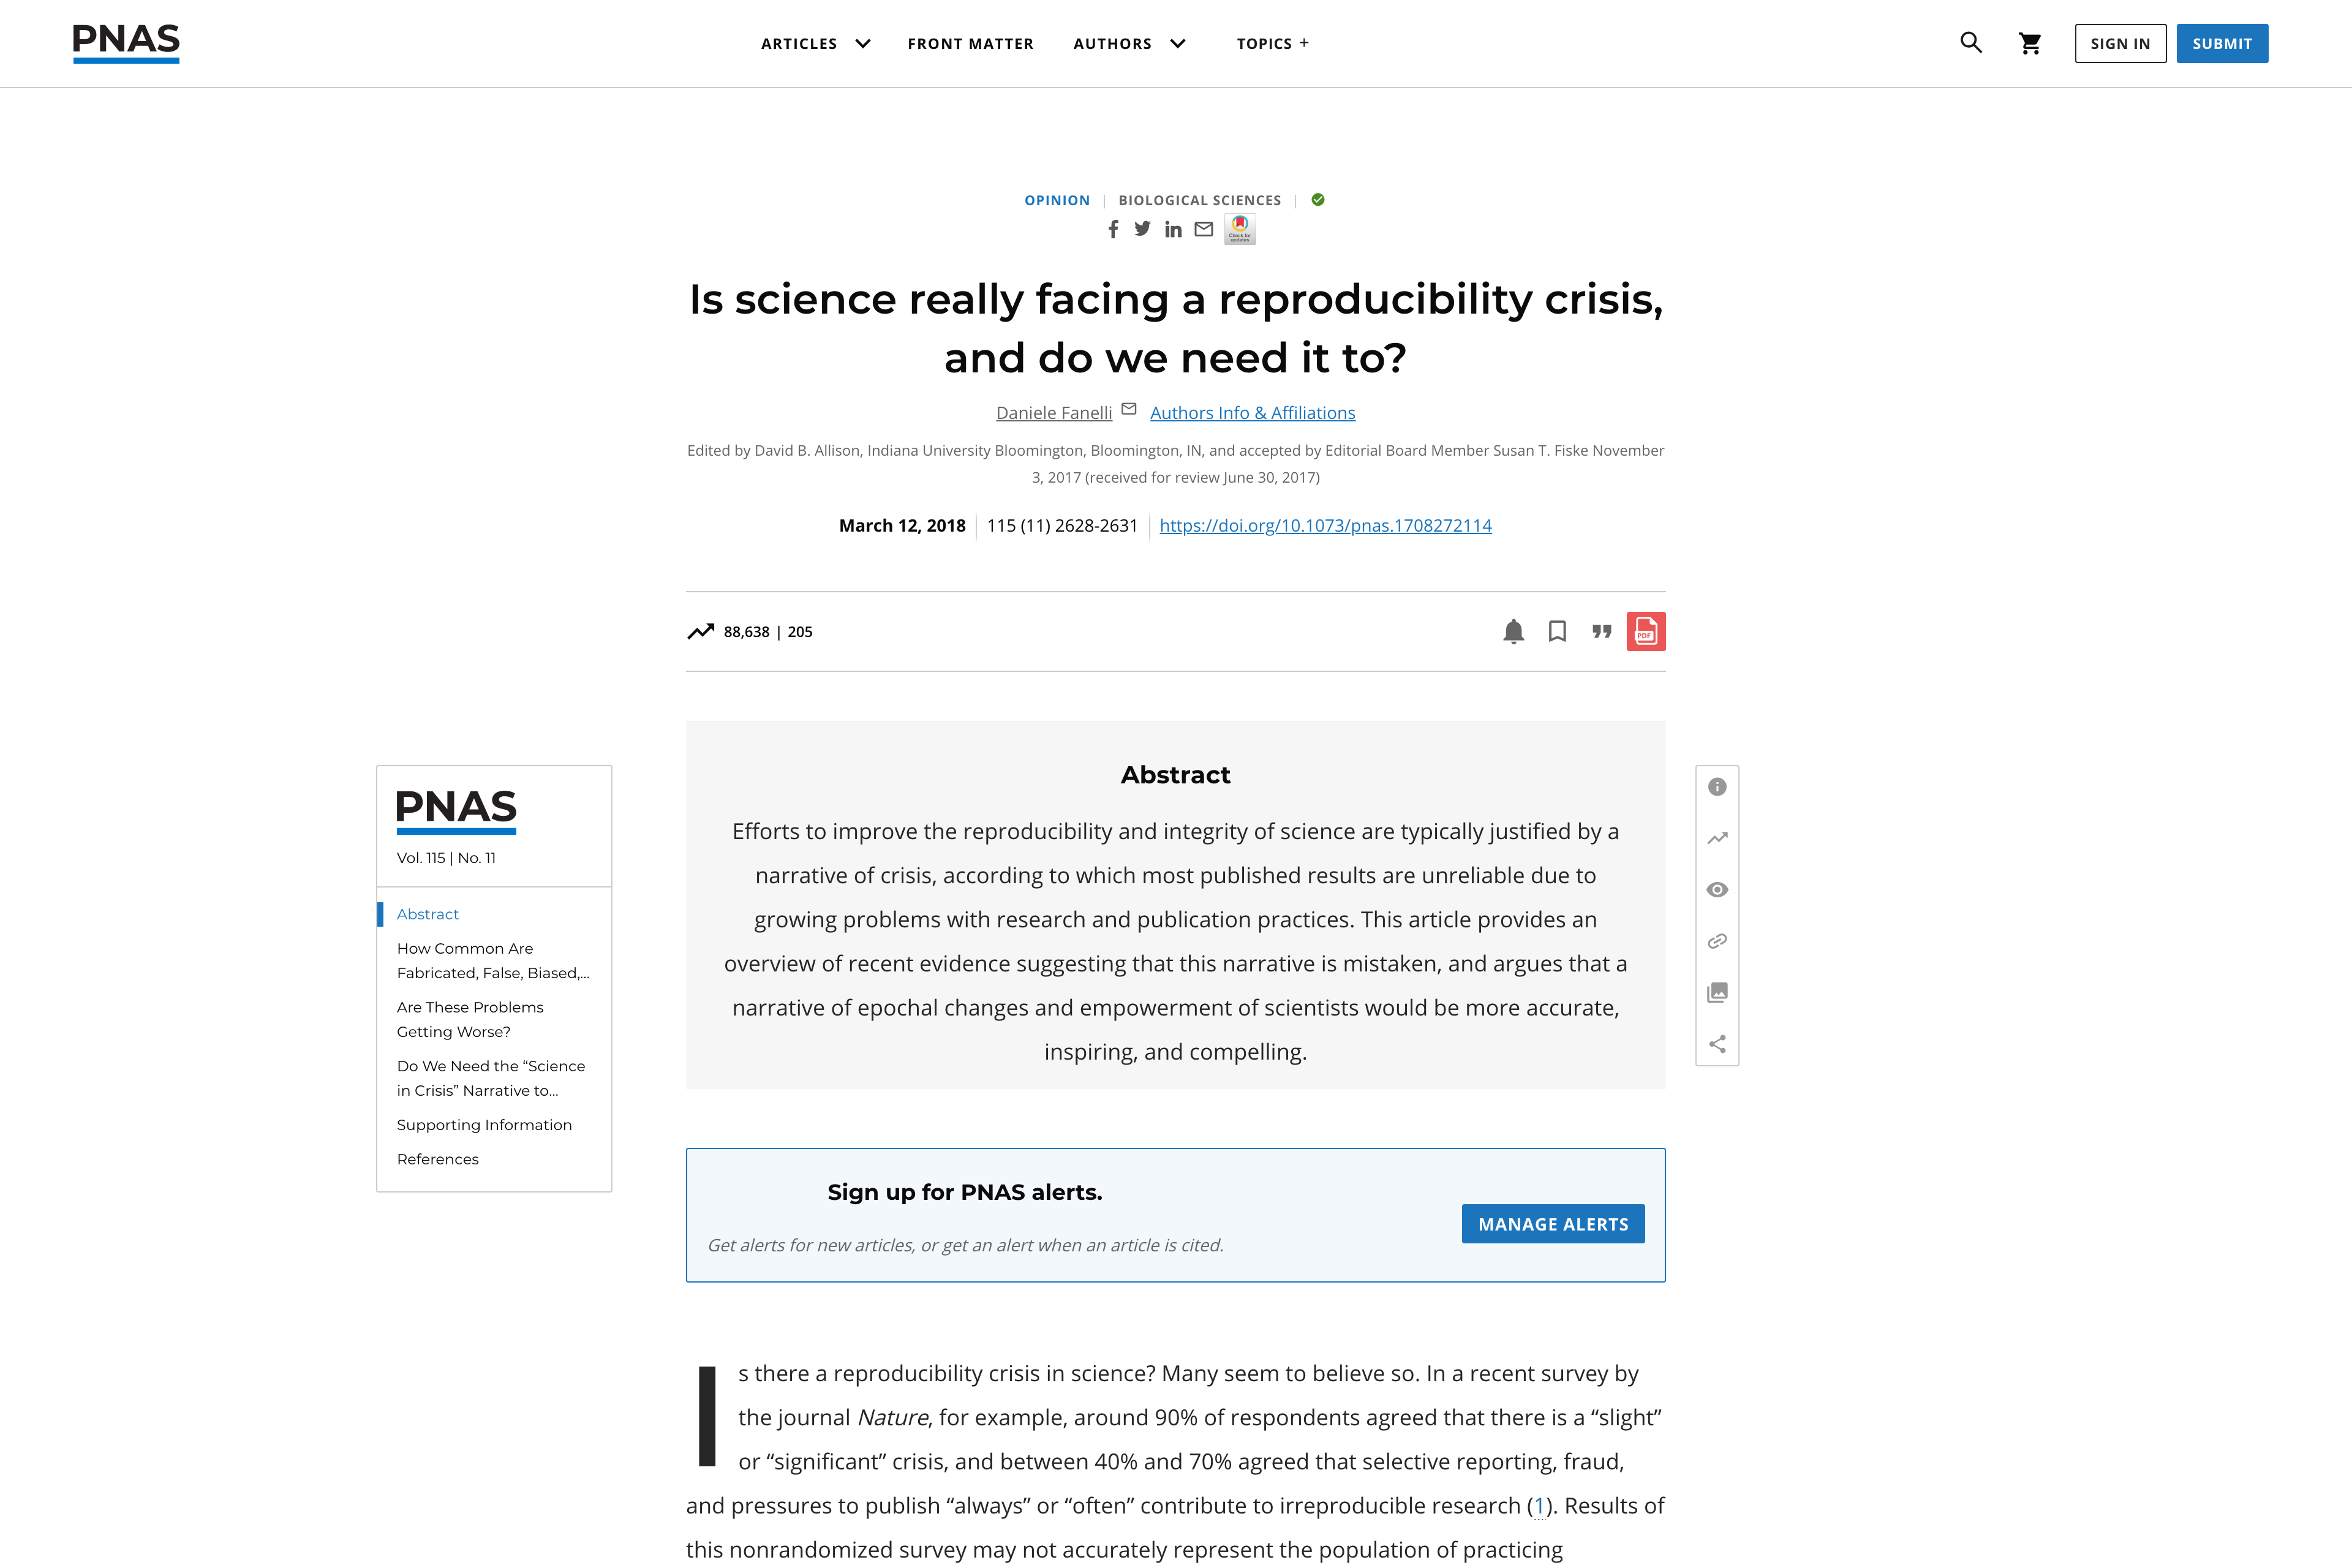 PNAS
ARTICLES
FRONT MATTER
AUTHORS
TOPICS +
SIGN IN
SUBMIT
OPINION | BIOLOGICAL SCIENCES |
Check for
updates
Is science really facing a reproducibility crisis,
and do we need it to?
Daniele Fanelli Authors Info & Affiliations
Edited by David B. Allison, Indiana University Bloomington, Bloomington, IN, and accepted by Editorial Board Member Susan T. Fiske November
3, 2017 (received for review June 30, 2017)
March 12, 2018 | 115 (11) 2628-2631 | https://doi.org/10.1073/pnas.1708272114
88,638 | 205
PDF
PNAS
Vol. 115 | No. 11
Abstract
How Common Are
Fabricated, False, Biased,...
Are These Problems
Getting Worse?
Do We Need the “Science
in Crisis” Narrative to...
Supporting Information
References
Abstract
Efforts to improve the reproducibility and integrity of science are typically justified by a
narrative of crisis, according to which most published results are unreliable due to
growing problems with research and publication practices. This article provides an
overview of recent evidence suggesting that this narrative is mistaken, and argues that a
narrative of epochal changes and empowerment of scientists would be more accurate,
inspiring, and compelling.
Sign up for PNAS alerts.
Get alerts for new articles, or get an alert when an article is cited.
MANAGE ALERTS
Is there a reproducibility crisis in science? Many seem to believe so. In a recent survey by
the journal Nature, for example, around 90% of respondents agreed that there is a “slight”
or “significant” crisis, and between 40% and 70% agreed that selective reporting, fraud,
and pressures to publish “always” or “often” contribute to irreproducible research (1). Results of
this nonrandomized survey may not accurately represent the population of practicing